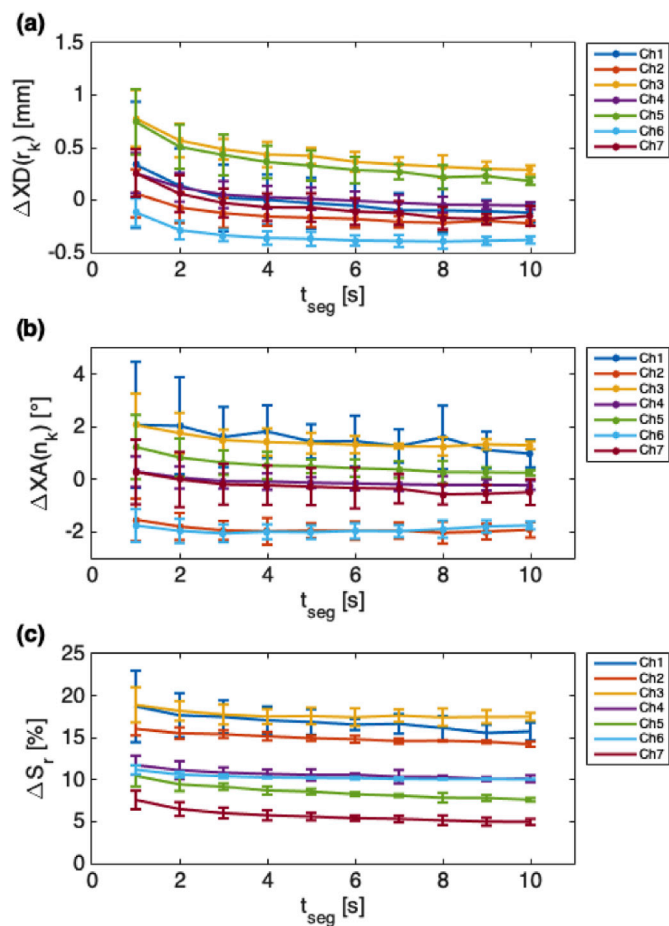 (a)
1.5
1
0.5
0
-0.5
ΔXD(r_k) [mm]
0 2 4 6 8 10
t_seg [s]
Ch1
Ch2
Ch3
Ch4
Ch5
Ch6
Ch7
(b)
4
2
0
-2
ΔXA(n_k) [°]
0 2 4 6 8 10
t_seg [s]
Ch1
Ch2
Ch3
Ch4
Ch5
Ch6
Ch7
(c)
25
20
15
10
5
0
ΔS_r [%]
0 2 4 6 8 10
t_seg [s]
Ch1
Ch2
Ch3
Ch4
Ch5
Ch6
Ch7